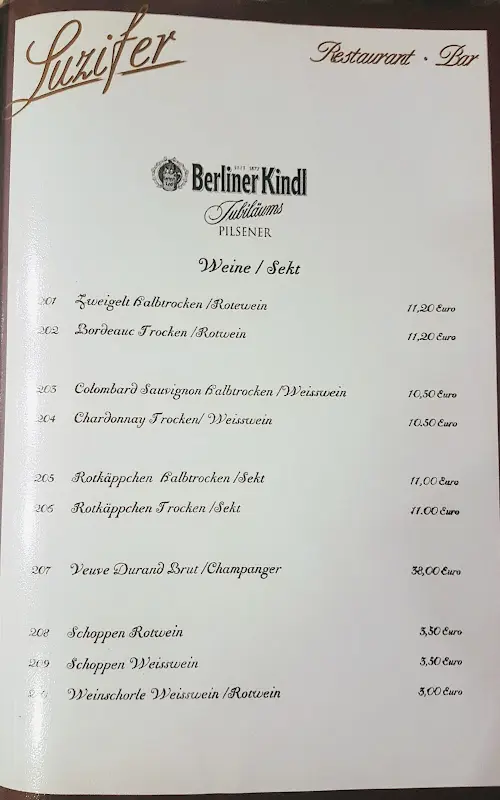 Luzifer
Restaurant · Bar
SEIT 1872
Berliner Kindl
Jubiläums
PILSENER
Weine / Sekt
201 Zweigelt Halbtrocken /Rotewein 11,20 Euro
202 Bordeauc Trocken /Rotwein 11,20 Euro
203 Colombard Sauvignon Halbtrocken /Weisswein 10,50 Euro
204 Chardonnay Trocken/ Weisswein 10.50 Euro
205 Rotkäppchen Halbtrocken /Sekt 11,00 Euro
206 Rotkäppchen Trocken /Sekt 11.00 Euro
207 Veuve Durand Brut /Champanger 38,00 Euro
208 Schoppen Rotwein 3,50 Euro
209 Schoppen Weisswein 3,50 Euro
Weinschorle Weisswein /Rotwein 3,00 Euro